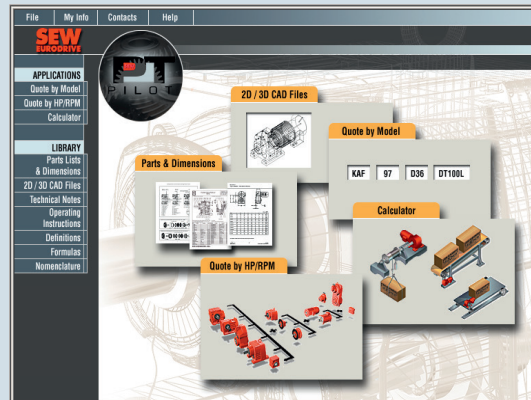 File My Info Contacts Help
SEW
EURODRIVE
PT
PILOT
APPLICATIONS
Quote by Model
Quote by HP/RPM
Calculator
LIBRARY
Parts Lists
& Dimensions
2D / 3D CAD Files
Technical Notes
Operating
Instructions
Definitions
Formulas
Nomenclature
2D / 3D CAD Files
Quote by Model
KAF 97 D36 DT100L
Parts & Dimensions
Calculator
Quote by HP/RPM